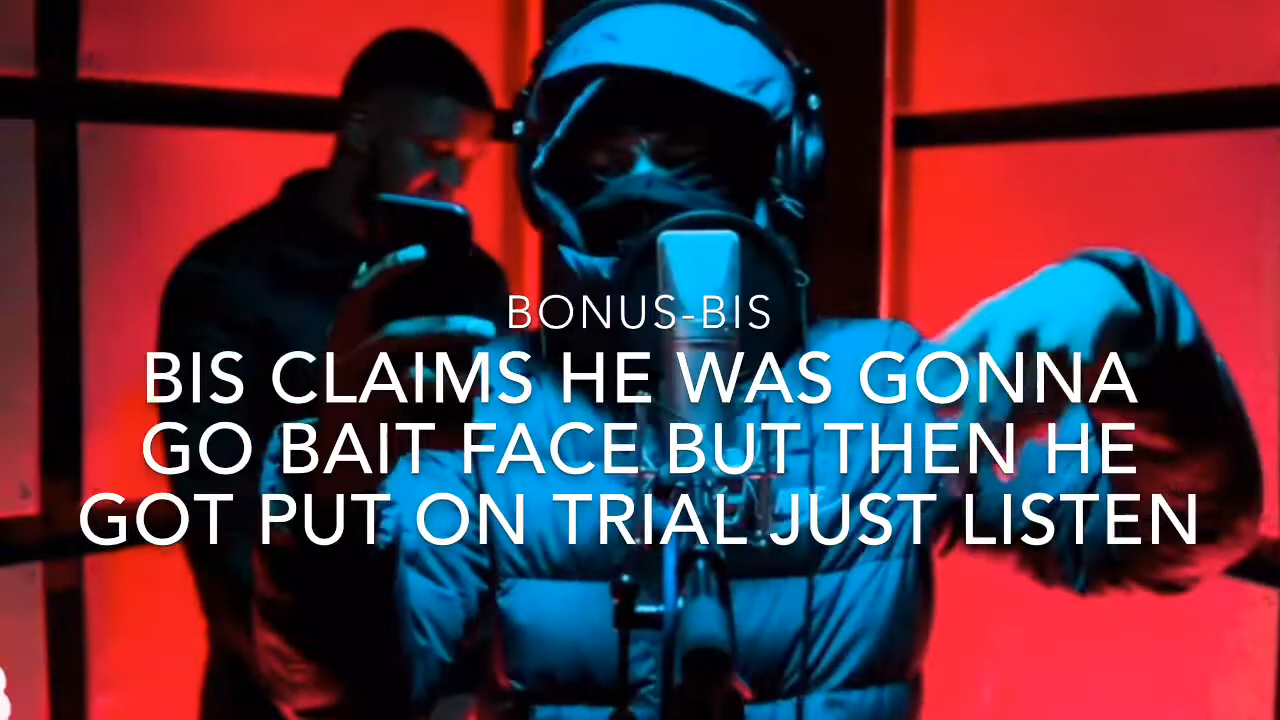 BONUS-BIS
BIS CLAIMS HE WAS GONNA
GO BAIT FACE BUT THEN HE
GOT PUT ON TRIAL JUST LISTEN